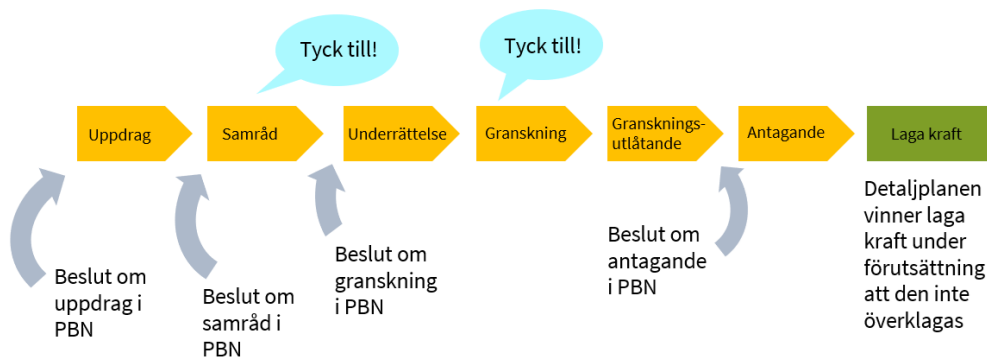 Tyck till!
Tyck till!
Uppdrag
Samråd
Underrättelse
Granskning
Gransknings-
utlåtande
Antagande
Laga kraft
Beslut om
uppdrag i
PBN
Beslut om
samråd i
PBN
Beslut om
granskning
i PBN
Beslut om
antagande
i PBN
Detaljplanen
vinner laga
kraft under
förutsättning
att den inte
överklagas